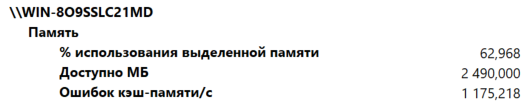 \\WIN-8O9SSLC21MD
Память
% использования выделенной памяти 62,968
Доступно МБ 2 490,000
Ошибок кэш-памяти/с 1 175,218